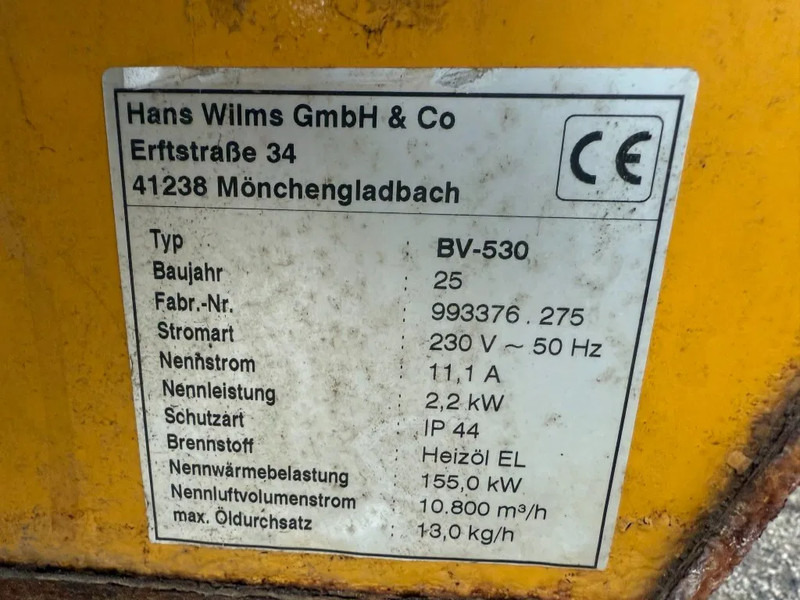 Hans Wilms GmbH & Co
Erftstraße 34
41238 Mönchengladbach
CE
Typ : BV-530
Baujahr : 25
Fabr.-Nr. : 993376.275
Stromart : 230 V ~ 50 Hz
Nennstrom : 11,1 A
Nennleistung : 2,2 kW
Schutzart : IP 44
Brennstoff : Heizöl EL
Nennwärmebelastung : 155,0 kW
Nennluftvolumenstrom : 10.800 m³/h
max. Öldurchsatz : 13,0 kg/h